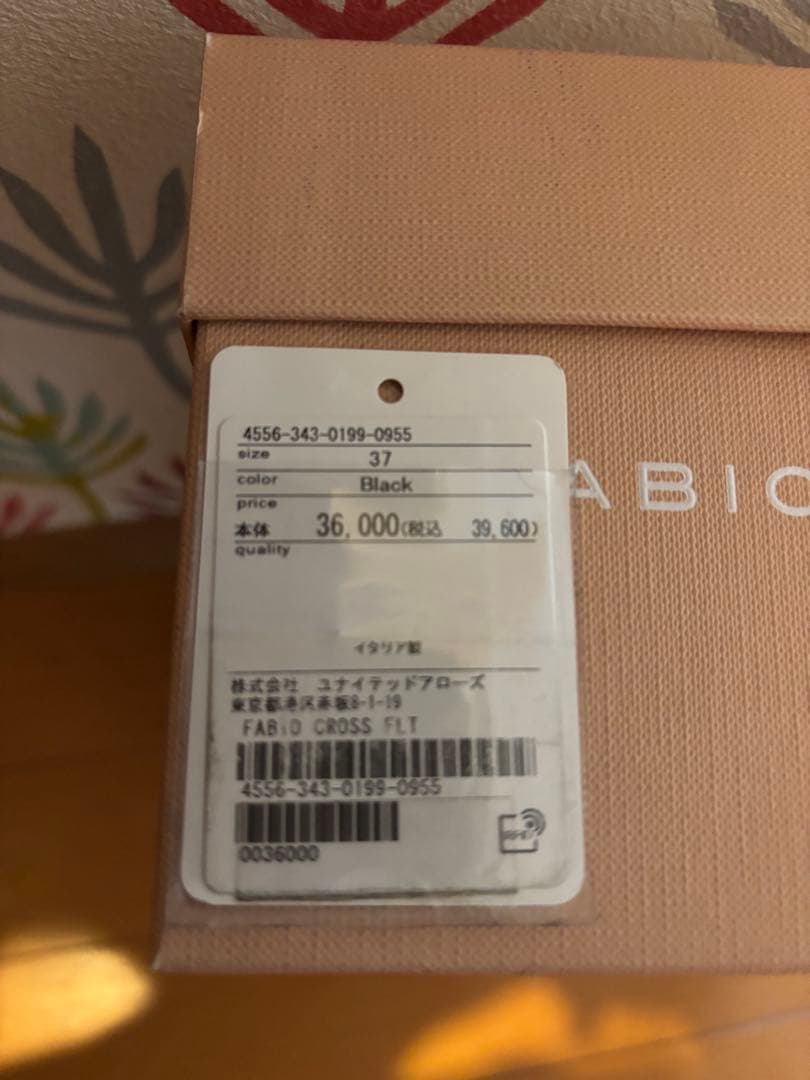 4556-343-0199-0955
size 37
color Black
price
本体 36,000(税込 39,600)
quality
イタリア製
株式会社 ユナイテッドアローズ
東京都港区赤坂8-1-19
FABiO CROSS FLT
4556-343-0199-0955
0036000
RFID
ABIO